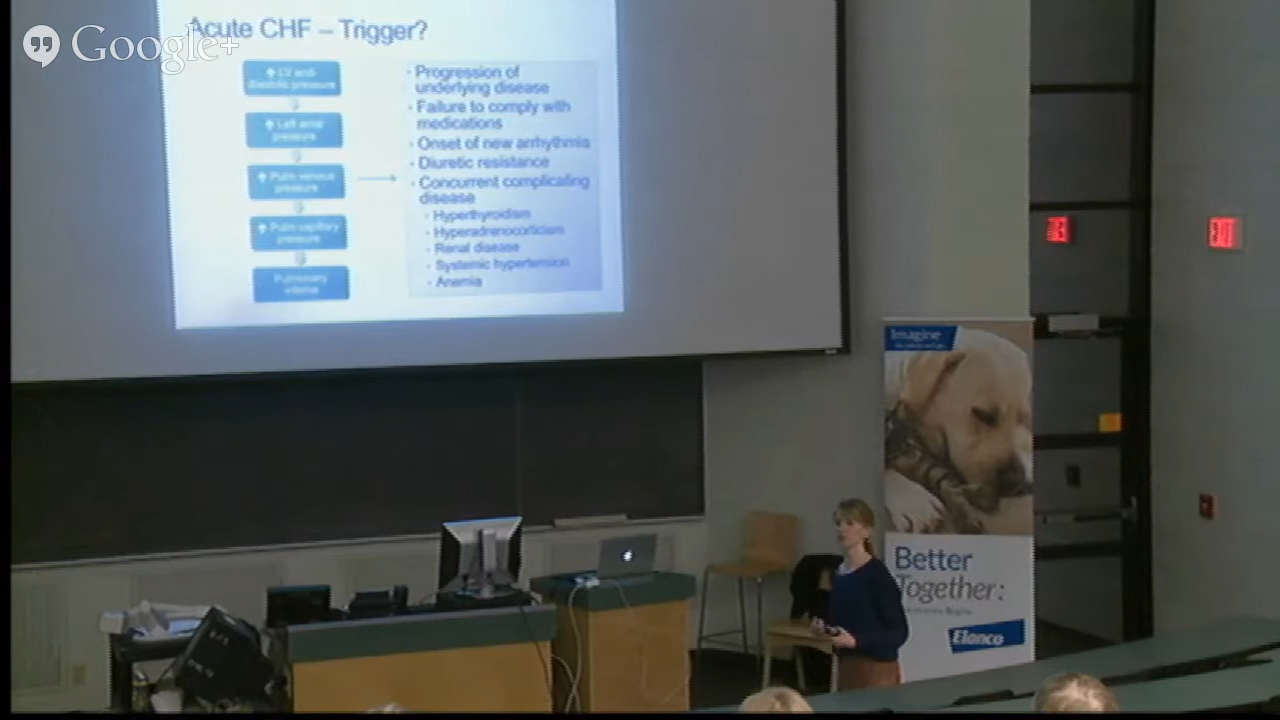 Google+
Acute CHF – Trigger?
LV end-
diastolic pressure
Left atrial
pressure
Pulm venous
pressure
Pulm capillary
pressure
Pulmonary
edema
Progression of
underlying disease
Failure to comply with
medications
Onset of new arrhythmia
Diuretic resistance
Concurrent complicating
disease
Hyperthyroidism
Hyperadrenocorticism
Renal disease
Systemic hypertension
Anemia
Imagine
Better
Together:
Elanco